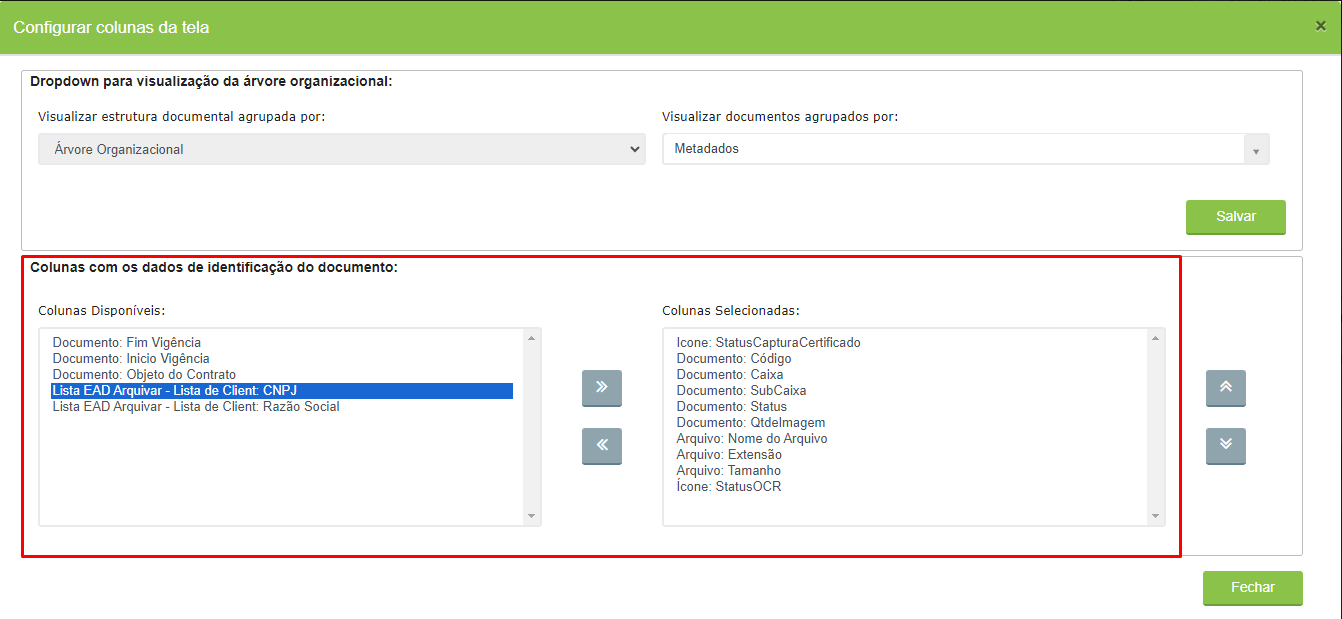 Configurar colunas da tela
×
Dropdown para visualização da árvore organizacional:
Visualizar estrutura documental agrupada por:
Visualizar documentos agrupados por:
Árvore Organizacional
Metadados
Salvar
Colunas com os dados de identificação do documento:
Colunas Disponíveis:
Documento: Fim Vigência
Documento: Inicio Vigência
Documento: Objeto do Contrato
Lista EAD Arquivar - Lista de Client: CNPJ
Lista EAD Arquivar - Lista de Client: Razão Social
Colunas Selecionadas:
Icone: StatusCapturaCertificado
Documento: Código
Documento: Caixa
Documento: SubCaixa
Documento: Status
Documento: QtdeImagem
Arquivo: Nome do Arquivo
Arquivo: Extensão
Arquivo: Tamanho
Ícone: StatusOCR
Fechar